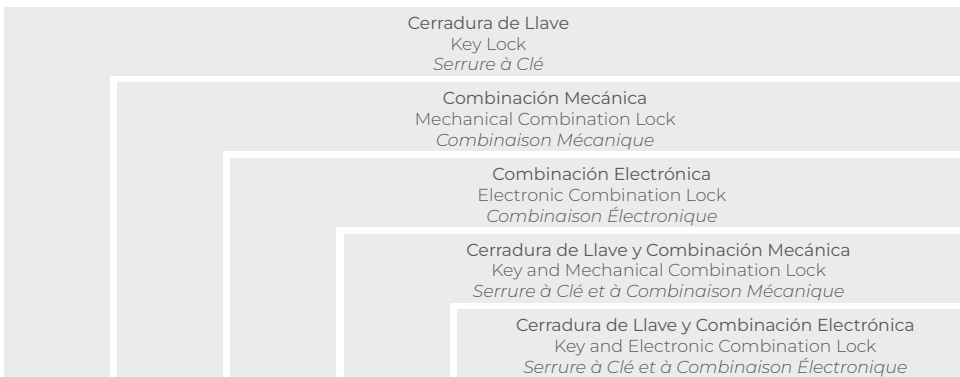 Cerradura de Llave
Key Lock
Serrure à Clé
Combinación Mecánica
Mechanical Combination Lock
Combinaison Mécanique
Combinación Electrónica
Electronic Combination Lock
Combinaison Électronique
Cerradura de Llave y Combinación Mecánica
Key and Mechanical Combination Lock
Serrure à Clé et à Combinaison Mécanique
Cerradura de Llave y Combinación Electrónica
Key and Electronic Combination Lock
Serrure à Clé et à Combinaison Électronique